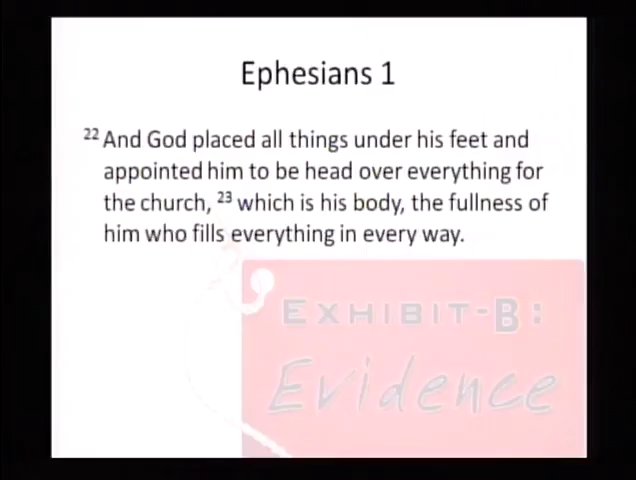 Ephesians 1
22 And God placed all things under his feet and
appointed him to be head over everything for
the church, 23 which is his body, the fullness of
him who fills everything in every way.
EXHIBIT-B:
Evidence